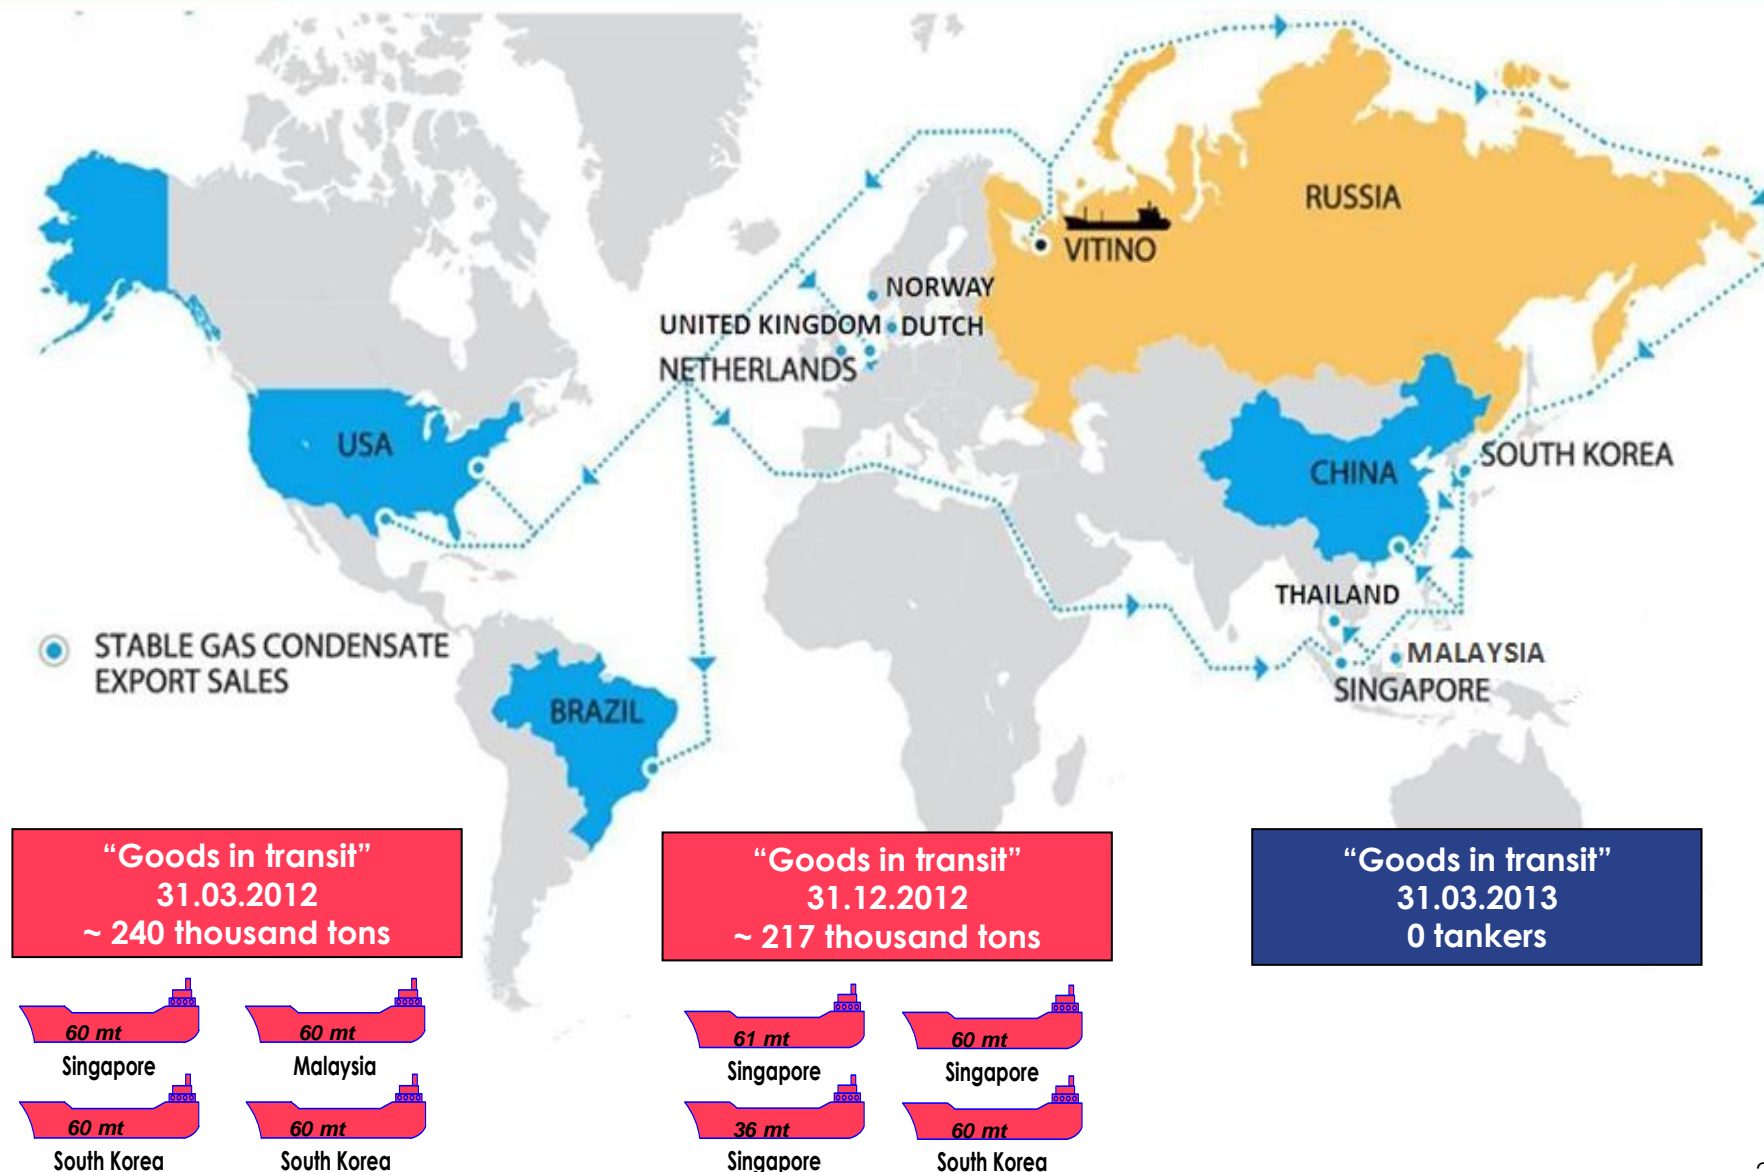 RUSSIA
VITINO
NORWAY
UNITED KINGDOM
DUTCH
NETHERLANDS
USA
CHINA
SOUTH KOREA
THAILAND
MALAYSIA
SINGAPORE
STABLE GAS CONDENSATE
EXPORT SALES
BRAZIL
“Goods in transit”
31.03.2012
~ 240 thousand tons
60 mt
Singapore
60 mt
Malaysia
60 mt
South Korea
60 mt
South Korea
“Goods in transit”
31.12.2012
~ 217 thousand tons
61 mt
Singapore
60 mt
Singapore
36 mt
Singapore
60 mt
South Korea
“Goods in transit”
31.03.2013
0 tankers